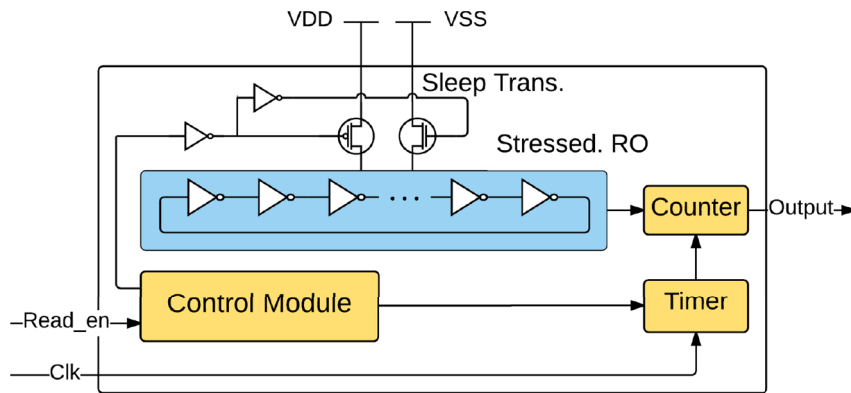 VDD
VSS
Sleep Trans.
Stressed. RO
Counter
Output
Control Module
Timer
Read_en
Clk